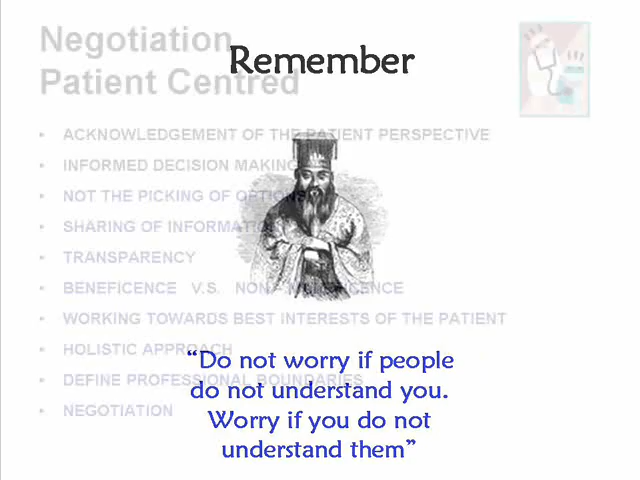 Negotiation
Patient Centred
Remember
• ACKNOWLEDGEMENT OF THE PATIENT PERSPECTIVE
• INFORMED DECISION MAKING
• NOT THE PICKING OF OPTIONS
• SHARING OF INFORMATION
• TRANSPARENCY
• BENEFICENCE V.S. NON - MALEFICENCE
• WORKING TOWARDS BEST INTERESTS OF THE PATIENT
• HOLISTIC APPROACH
• DEFINE PROFESSIONAL BOUNDARIES
• NEGOTIATION
“Do not worry if people
do not understand you.
Worry if you do not
understand them”